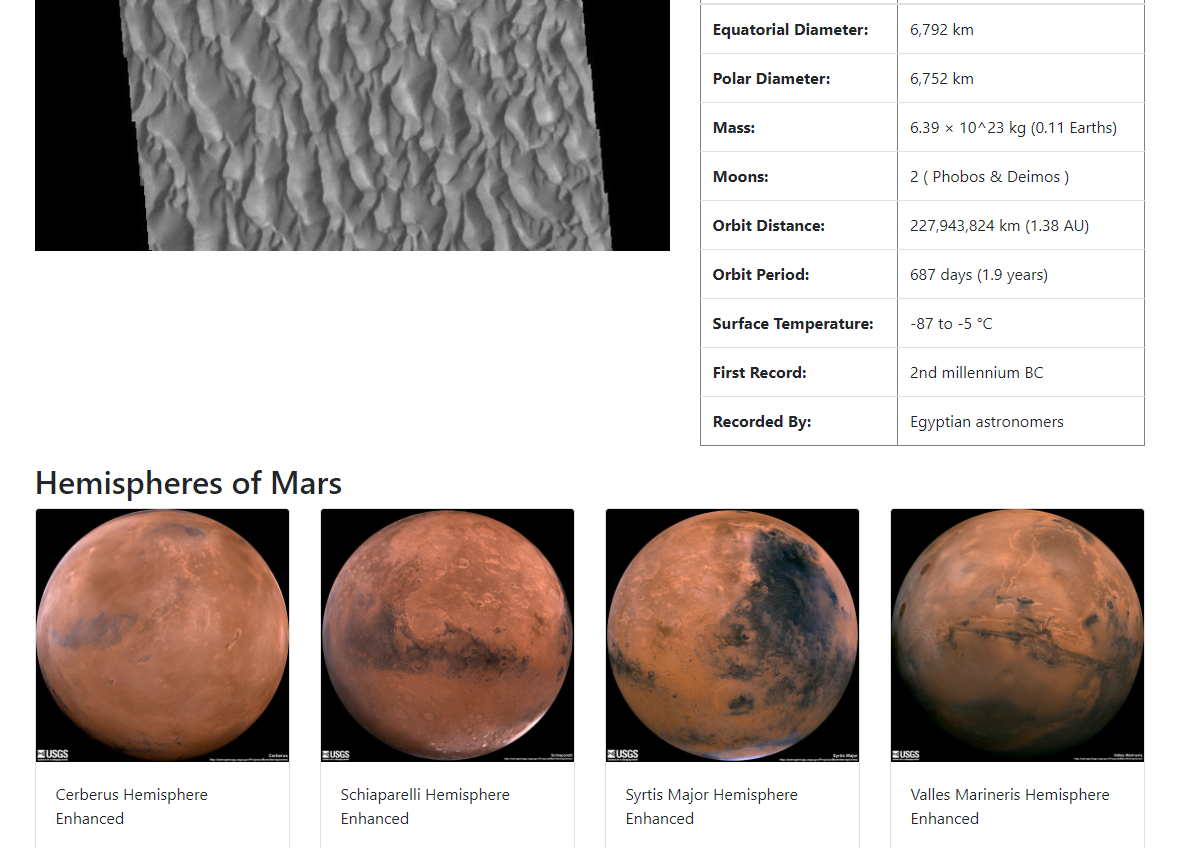 Equatorial Diameter: 6,792 km
Polar Diameter: 6,752 km
Mass: 6.39 × 10^23 kg (0.11 Earths)
Moons: 2 ( Phobos & Deimos )
Orbit Distance: 227,943,824 km (1.38 AU)
Orbit Period: 687 days (1.9 years)
Surface Temperature: -87 to -5 °C
First Record: 2nd millennium BC
Recorded By: Egyptian astronomers
Hemispheres of Mars
USGS
Cerberus
USGS
Schiaparelli
USGS
Syrtis Major
USGS
Valles Marineris
Cerberus Hemisphere
Enhanced
Schiaparelli Hemisphere
Enhanced
Syrtis Major Hemisphere
Enhanced
Valles Marineris Hemisphere
Enhanced